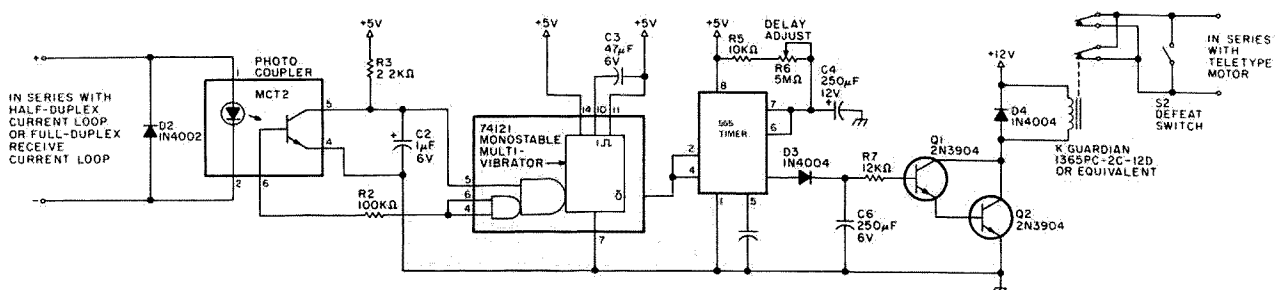 +
IN SERIES WITH
HALF-DUPLEX
CURRENT LOOP
OR FULL-DUPLEX
RECEIVE
CURRENT LOOP
-
D2
1N4002
PHOTO
COUPLER
MCT2
1
2
5
4
6
+5V
R3
2.2KΩ
+
C2
1μF
6V
R2
100KΩ
74121
MONOSTABLE
MULTI-
VIBRATOR
5
6
4
+5V
C3
47μF
6V
+5V
14
10
11
1
Q̄
7
+5V
R5
10KΩ
DELAY
ADJUST
R6
5MΩ
C4
250μF
12V
+
8
555
TIMER
7
6
2
4
1
5
D3
1N4004
R7
12KΩ
C6
250μF
6V
Q1
2N3904
Q2
2N3904
+12V
D4
1N4004
K GUARDIAN
1365PC-2C-12D
OR EQUIVALENT
S2
DEFEAT
SWITCH
IN SERIES
WITH
TELETYPE
MOTOR